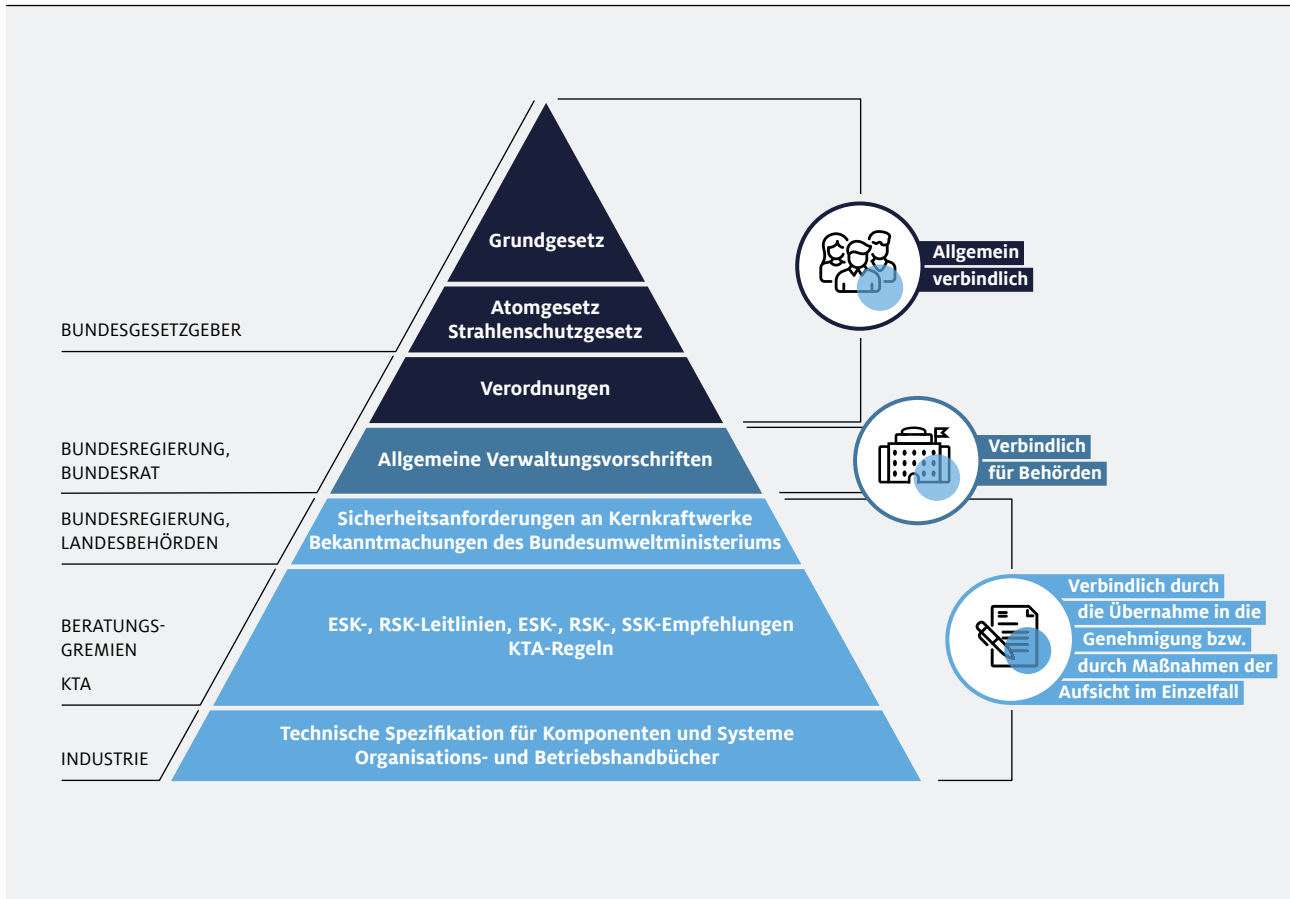 Grundgesetz
Allgemein
verbindlich
BUNDESGESETZGEBER
Atomgesetz
Strahlenschutzgesetz
Verordnungen
BUNDESREGIERUNG,
BUNDESRAT
Allgemeine Verwaltungsvorschriften
Verbindlich
für Behörden
BUNDESREGIERUNG,
LANDESBEHÖRDEN
Sicherheitsanforderungen an Kernkraftwerke
Bekanntmachungen des Bundesumweltministeriums
BERATUNGS-
GREMIEN
KTA
ESK-, RSK-Leitlinien, ESK-, RSK-, SSK-Empfehlungen
KTA-Regeln
Verbindlich durch
die Übernahme in die
Genehmigung bzw.
durch Maßnahmen der
Aufsicht im Einzelfall
INDUSTRIE
Technische Spezifikation für Komponenten und Systeme
Organisations- und Betriebshandbücher